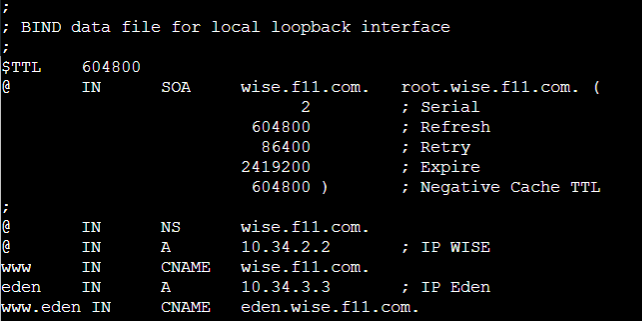 ;
; BIND data file for local loopback interface
;
$TTL    604800
@       IN      SOA     wise.f11.com.   root.wise.f11.com. (
                              2         ; Serial
                         604800         ; Refresh
                          86400         ; Retry
                        2419200         ; Expire
                         604800 )       ; Negative Cache TTL
;
@       IN      NS      wise.f11.com.
@       IN      A       10.34.2.2       ; IP WISE
www     IN      CNAME   wise.f11.com.
eden    IN      A       10.34.3.3       ; IP Eden
www.eden IN     CNAME   eden.wise.f11.com.